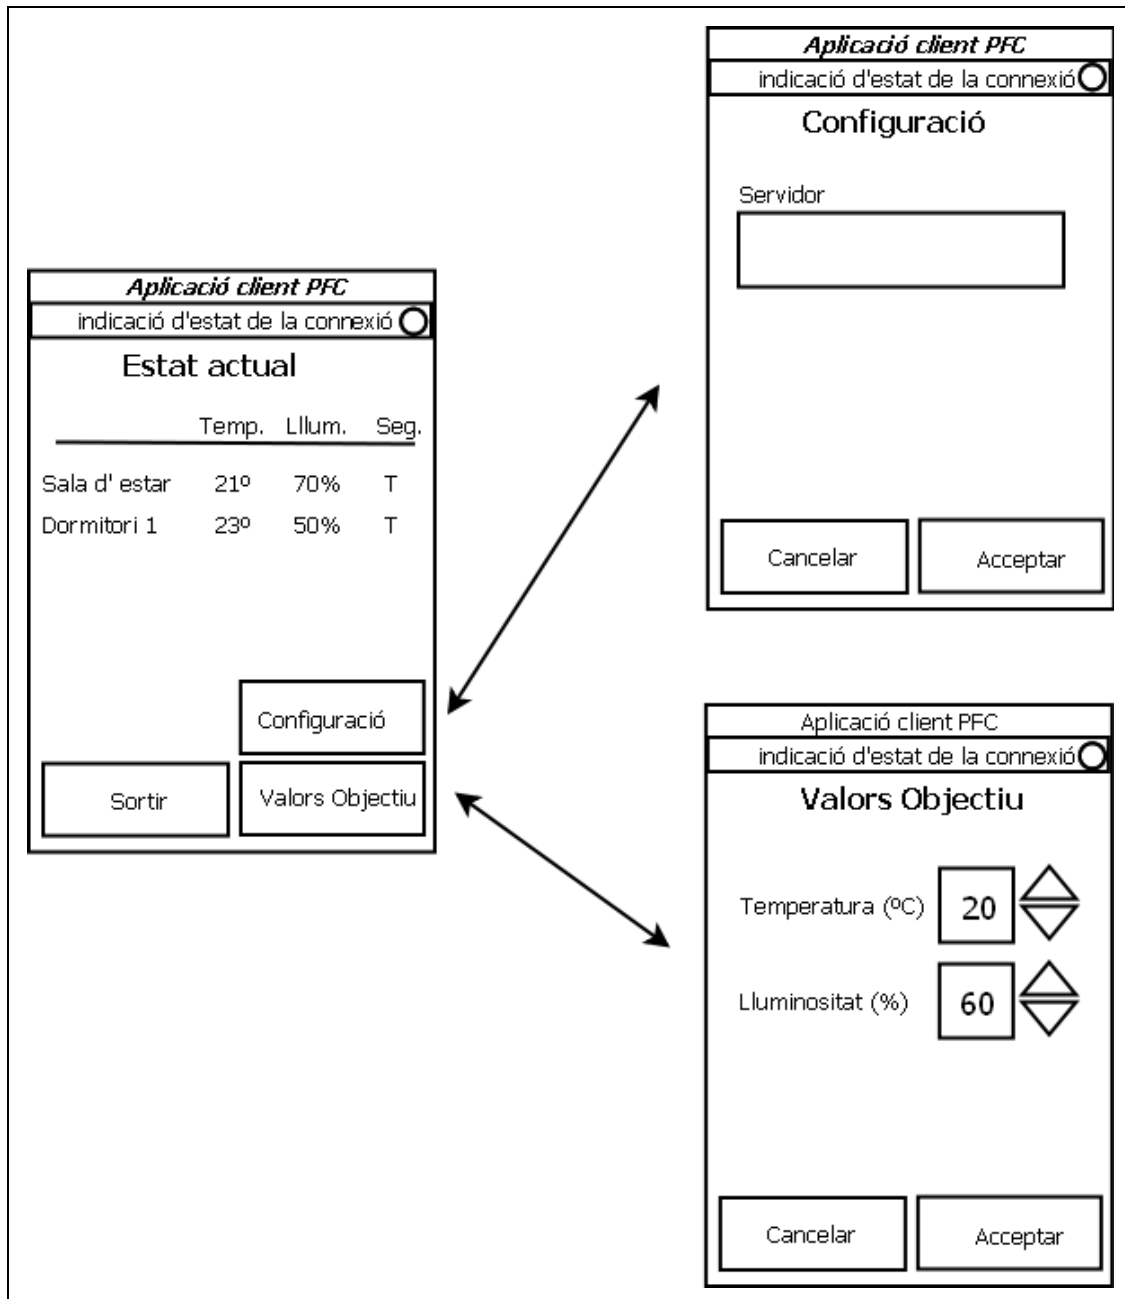 Aplicació client PFC
indicació d'estat de la connexió
Estat actual
Temp. Lllum. Seg.
Sala d' estar 21º 70% T
Dormitori 1 23º 50% T
Configuració
Sortir
Valors Objectiu
Aplicació client PFC
indicació d'estat de la connexió
Configuració
Servidor
Cancelar
Acceptar
Aplicació client PFC
indicació d'estat de la connexió
Valors Objectiu
Temperatura (ºC) 20
Lluminositat (%) 60
Cancelar
Acceptar